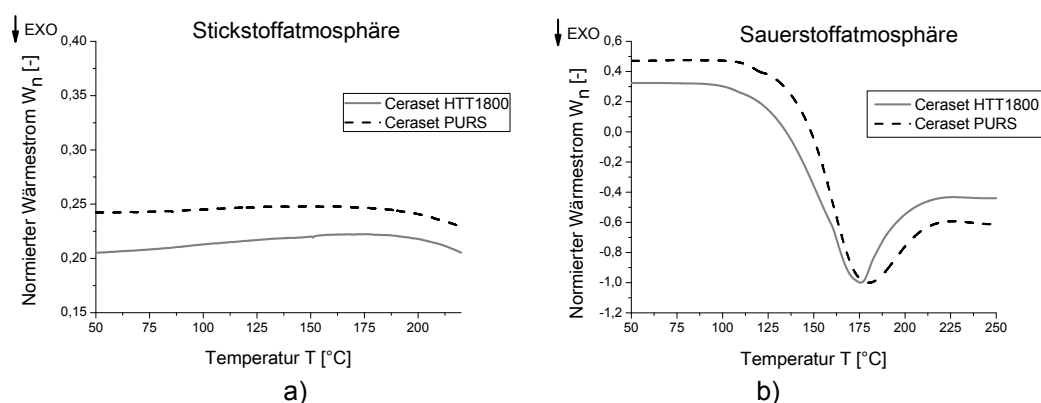 EXO
Stickstoffatmosphäre
0,40
0,35
0,30
0,25
0,20
0,15
Normierter Wärmestrom Wn [-]
Ceraset HTT1800
Ceraset PURS
50 75 100 125 150 175 200
Temperatur T [°C]
a)
EXO
Sauerstoffatmosphäre
0,6
0,4
0,2
0,0
-0,2
-0,4
-0,6
-0,8
-1,0
-1,2
Normierter Wärmestrom Wn [-]
Ceraset HTT1800
Ceraset PURS
50 75 100 125 150 175 200 225 250
Temperatur T [°C]
b)